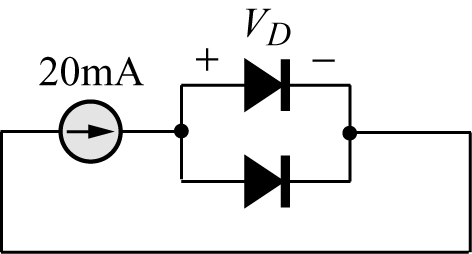 V_D
+ −
20mA